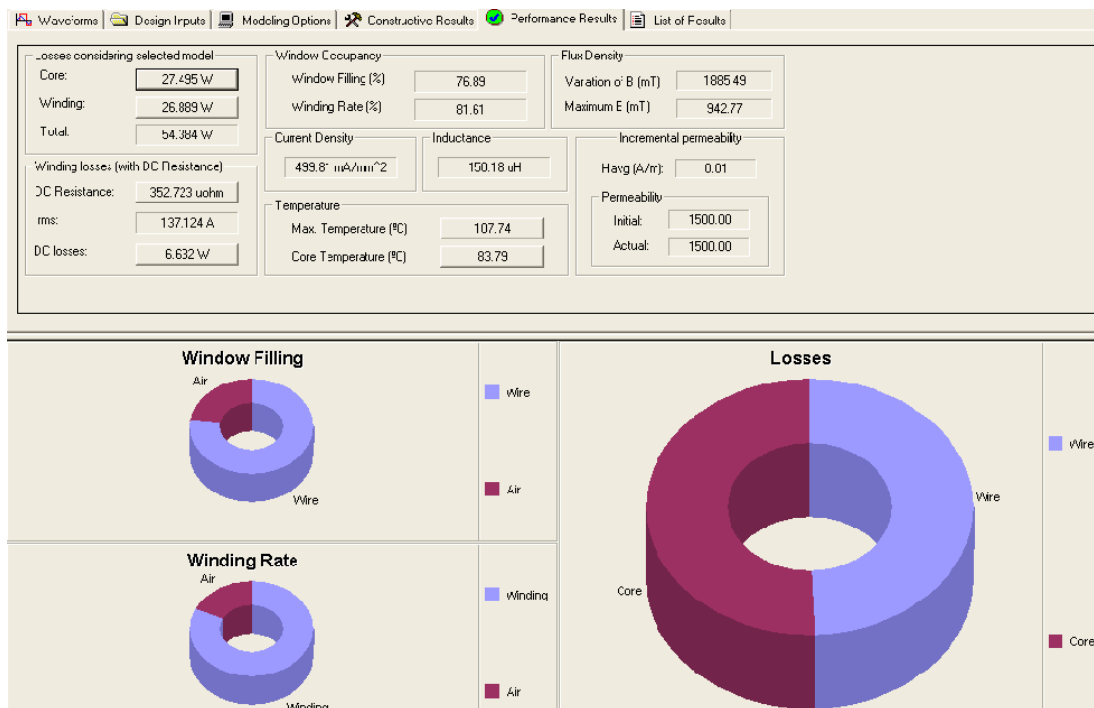 Waveforms Design Inputs Modeling Options Constructive Results Performance Results List of Results
Losses considering selected model
Core: 27.495 W
Winding: 26.889 W
Total: 54.384 W
Winding losses (with DC Resistance)
DC Resistance: 352.723 uohm
Irms: 137.124 A
DC losses: 6.632 W
Window Occupancy
Window Filling (%) 76.89
Winding Rate (%) 81.61
Current Density
499.81 mA/mm^2
Inductance
150.18 uH
Temperature
Max. Temperature (ºC) 107.74
Core Temperature (ºC) 83.79
Flux Density
Varation of B (mT) 1885.49
Maximum B (mT) 942.77
Incremental permeability
Havg (A/m): 0.01
Permeability
Initial: 1500.00
Actual: 1500.00
Window Filling
Air
Wire
Wire
Air
Winding Rate
Air
Winding
Winding
Air
Losses
Wire
Core
Wire
Core